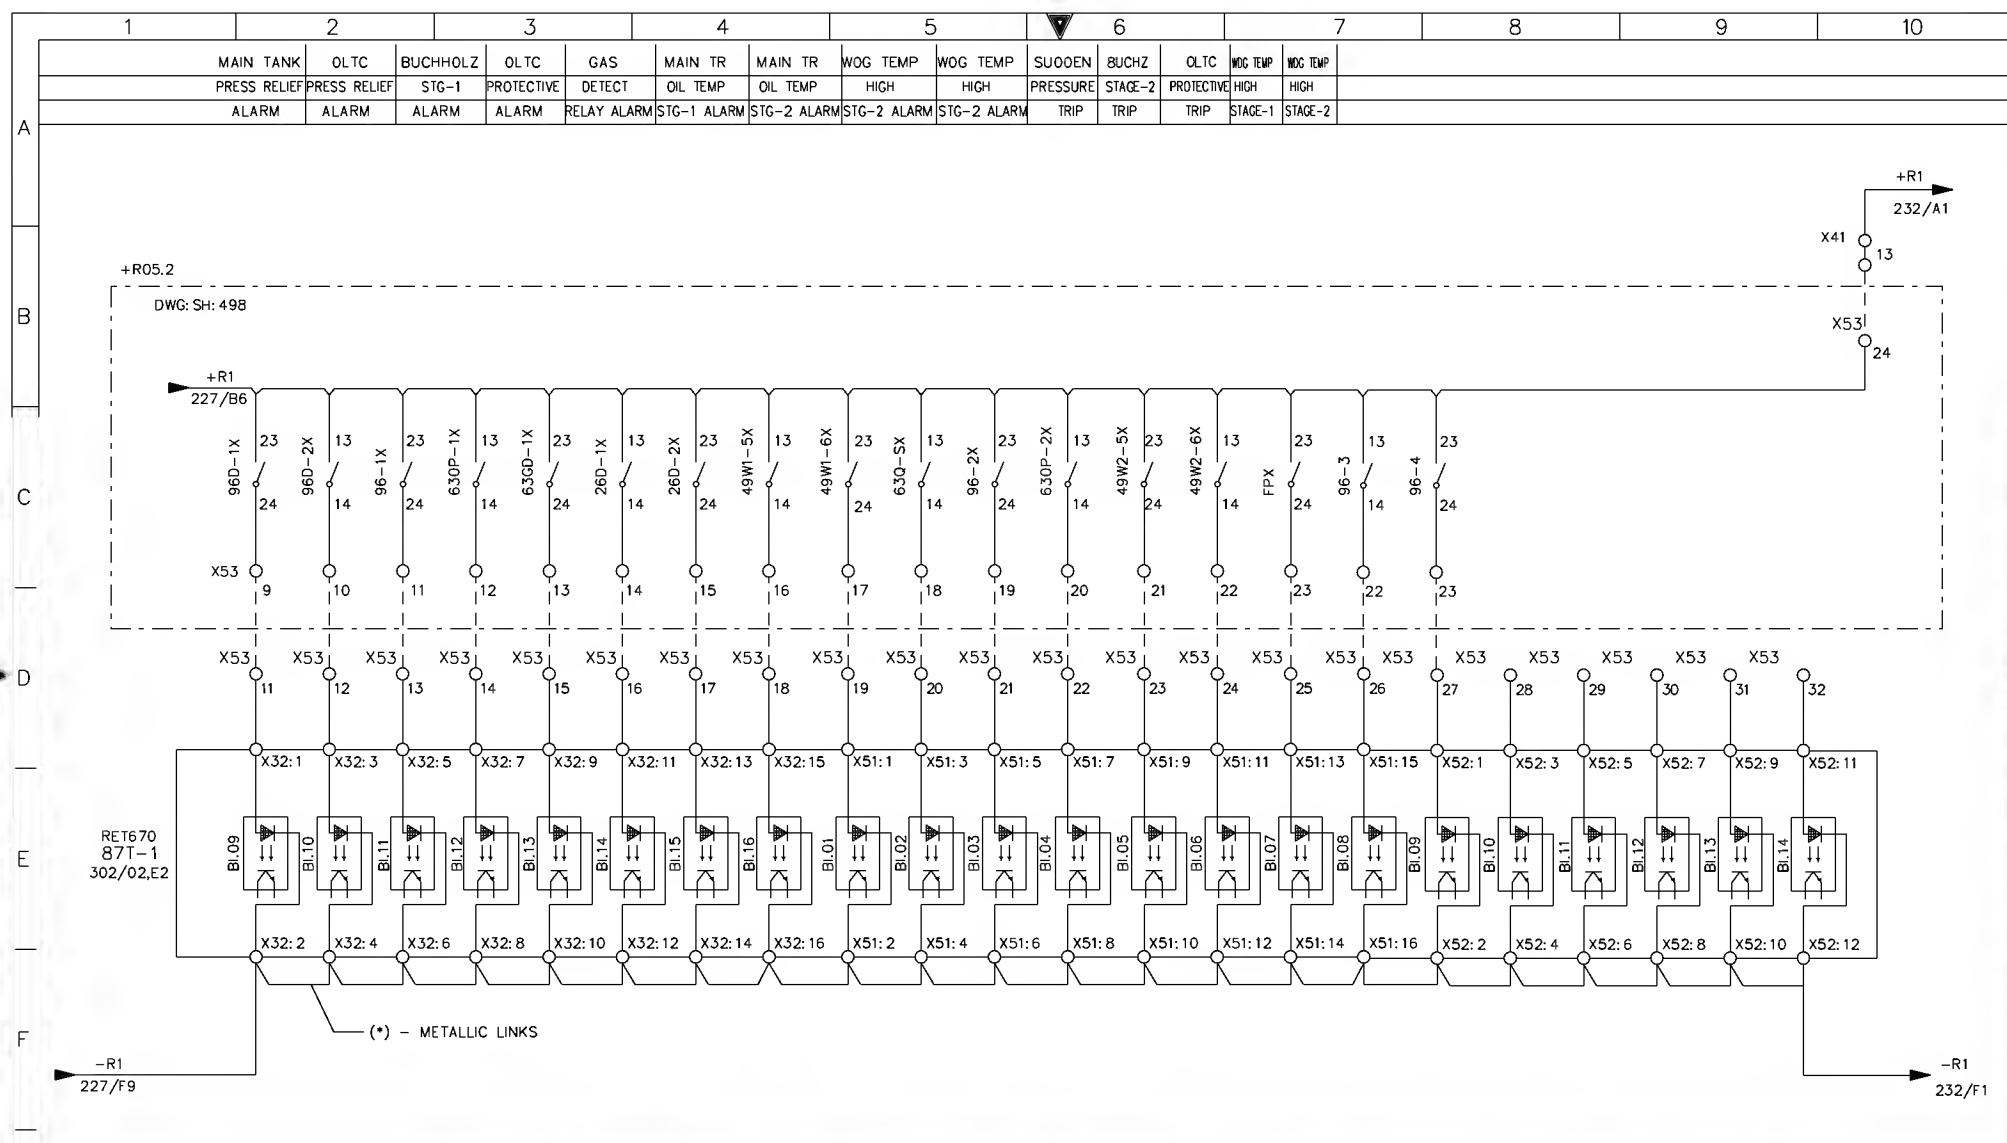 1 2 3 4 5 6 7 8 9 10
MAIN TANK OLTC BUCHHOLZ OLTC GAS MAIN TR MAIN TR WOG TEMP WOG TEMP SUOOEN 8UCHZ OLTC WDG TEMP WDG TEMP
PRESS RELIEF PRESS RELIEF STG-1 PROTECTIVE DETECT OIL TEMP OIL TEMP HIGH HIGH PRESSURE STAGE-2 PROTECTIVE HIGH HIGH
ALARM ALARM ALARM ALARM RELAY ALARM STG-1 ALARM STG-2 ALARM STG-2 ALARM STG-2 ALARM TRIP TRIP TRIP STAGE-1 STAGE-2
A
+R1
232/A1
X41
13
+R05.2
DWG: SH: 498
B
X53
24
+R1
227/B6
96D-1X 96D-2X 96-1X 63OP-1X 63GD-1X 26D-1X 26D-2X 49W1-5X 49W1-6X 63Q-SX 96-2X 63OP-2X 49W2-5X 49W2-6X FPX 96-3 96-4
23 13 23 13 23 13 23 13 23 13 23 13 23 13 23 13 23
C
24 14 24 14 24 14 24 14 24 14 24 14 24 14 24 14 24
X53
9 10 11 12 13 14 15 16 17 18 19 20 21 22 23 22 23
D
X53 X53 X53 X53 X53 X53 X53 X53 X53 X53 X53 X53 X53 X53 X53 X53 X53 X53 X53 X53 X53 X53
11 12 13 14 15 16 17 18 19 20 21 22 23 24 25 26 27 28 29 30 31 32
X32:1 X32:3 X32:5 X32:7 X32:9 X32:11 X32:13 X32:15 X51:1 X51:3 X51:5 X51:7 X51:9 X51:11 X51:13 X51:15 X52:1 X52:3 X52:5 X52:7 X52:9 X52:11
E
RET670
87T-1
302/02,E2
BI.09 BI.10 BI.11 BI.12 BI.13 BI.14 BI.15 BI.16 BI.01 BI.02 BI.03 BI.04 BI.05 BI.06 BI.07 BI.08 BI.09 BI.10 BI.11 BI.12 BI.13 BI.14
X32:2 X32:4 X32:6 X32:8 X32:10 X32:12 X32:14 X32:16 X51:2 X51:4 X51:6 X51:8 X51:10 X51:12 X51:14 X51:16 X52:2 X52:4 X52:6 X52:8 X52:10 X52:12
F
(*) - METALLIC LINKS
-R1
227/F9
-R1
232/F1